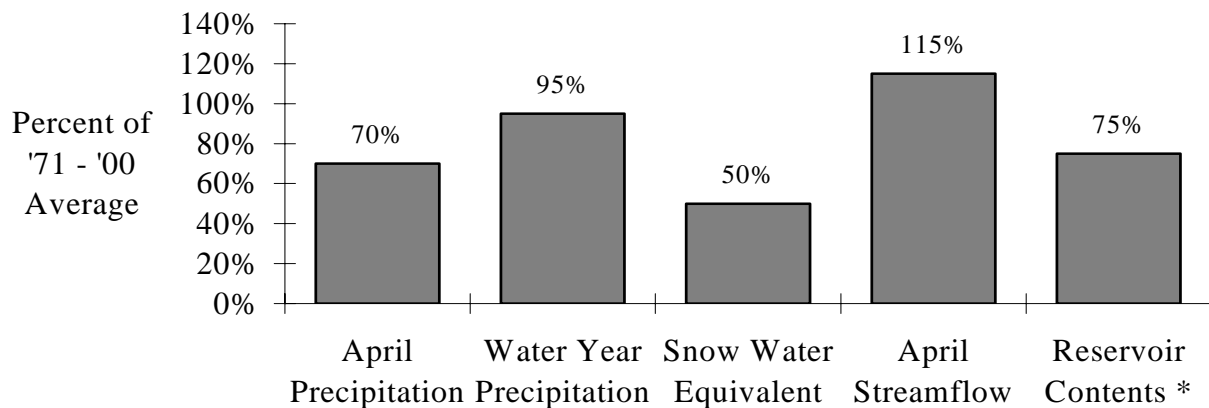 140%
120%
100%
80%
60%
40%
20%
0%
Percent of
'71 - '00
Average
70%
95%
50%
115%
75%
April
Precipitation
Water Year
Precipitation
Snow Water
Equivalent
April
Streamflow
Reservoir
Contents *